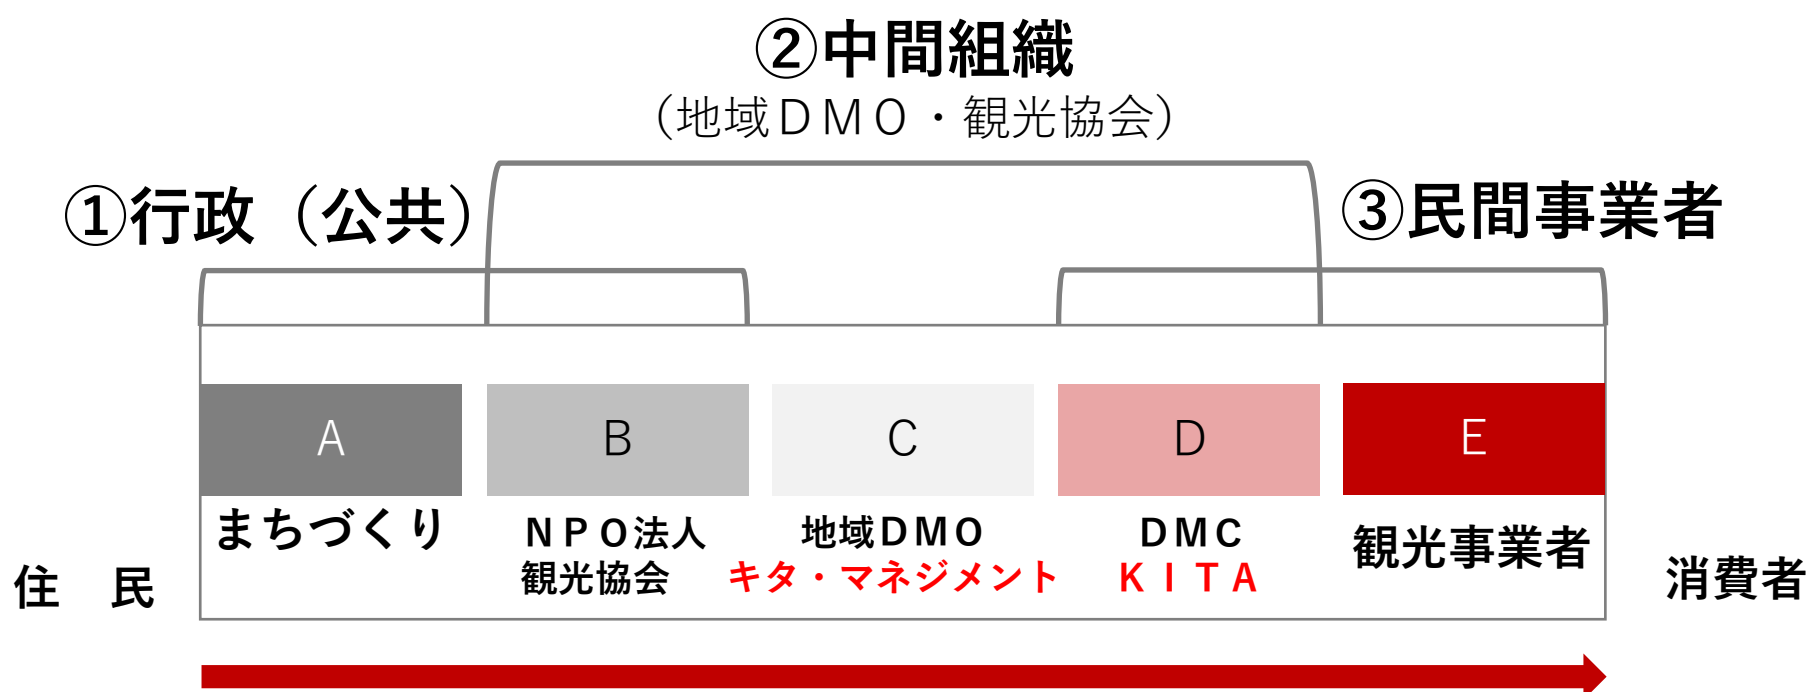 ②中間組織
（地域ＤＭＯ・観光協会）
①行政（公共）
③民間事業者
A
B
C
D
E
まちづくり
ＮＰＯ法人
観光協会
地域ＤＭＯ
キタ・マネジメント
ＤＭＣ
ＫＩＴＡ
観光事業者
住　民
消費者